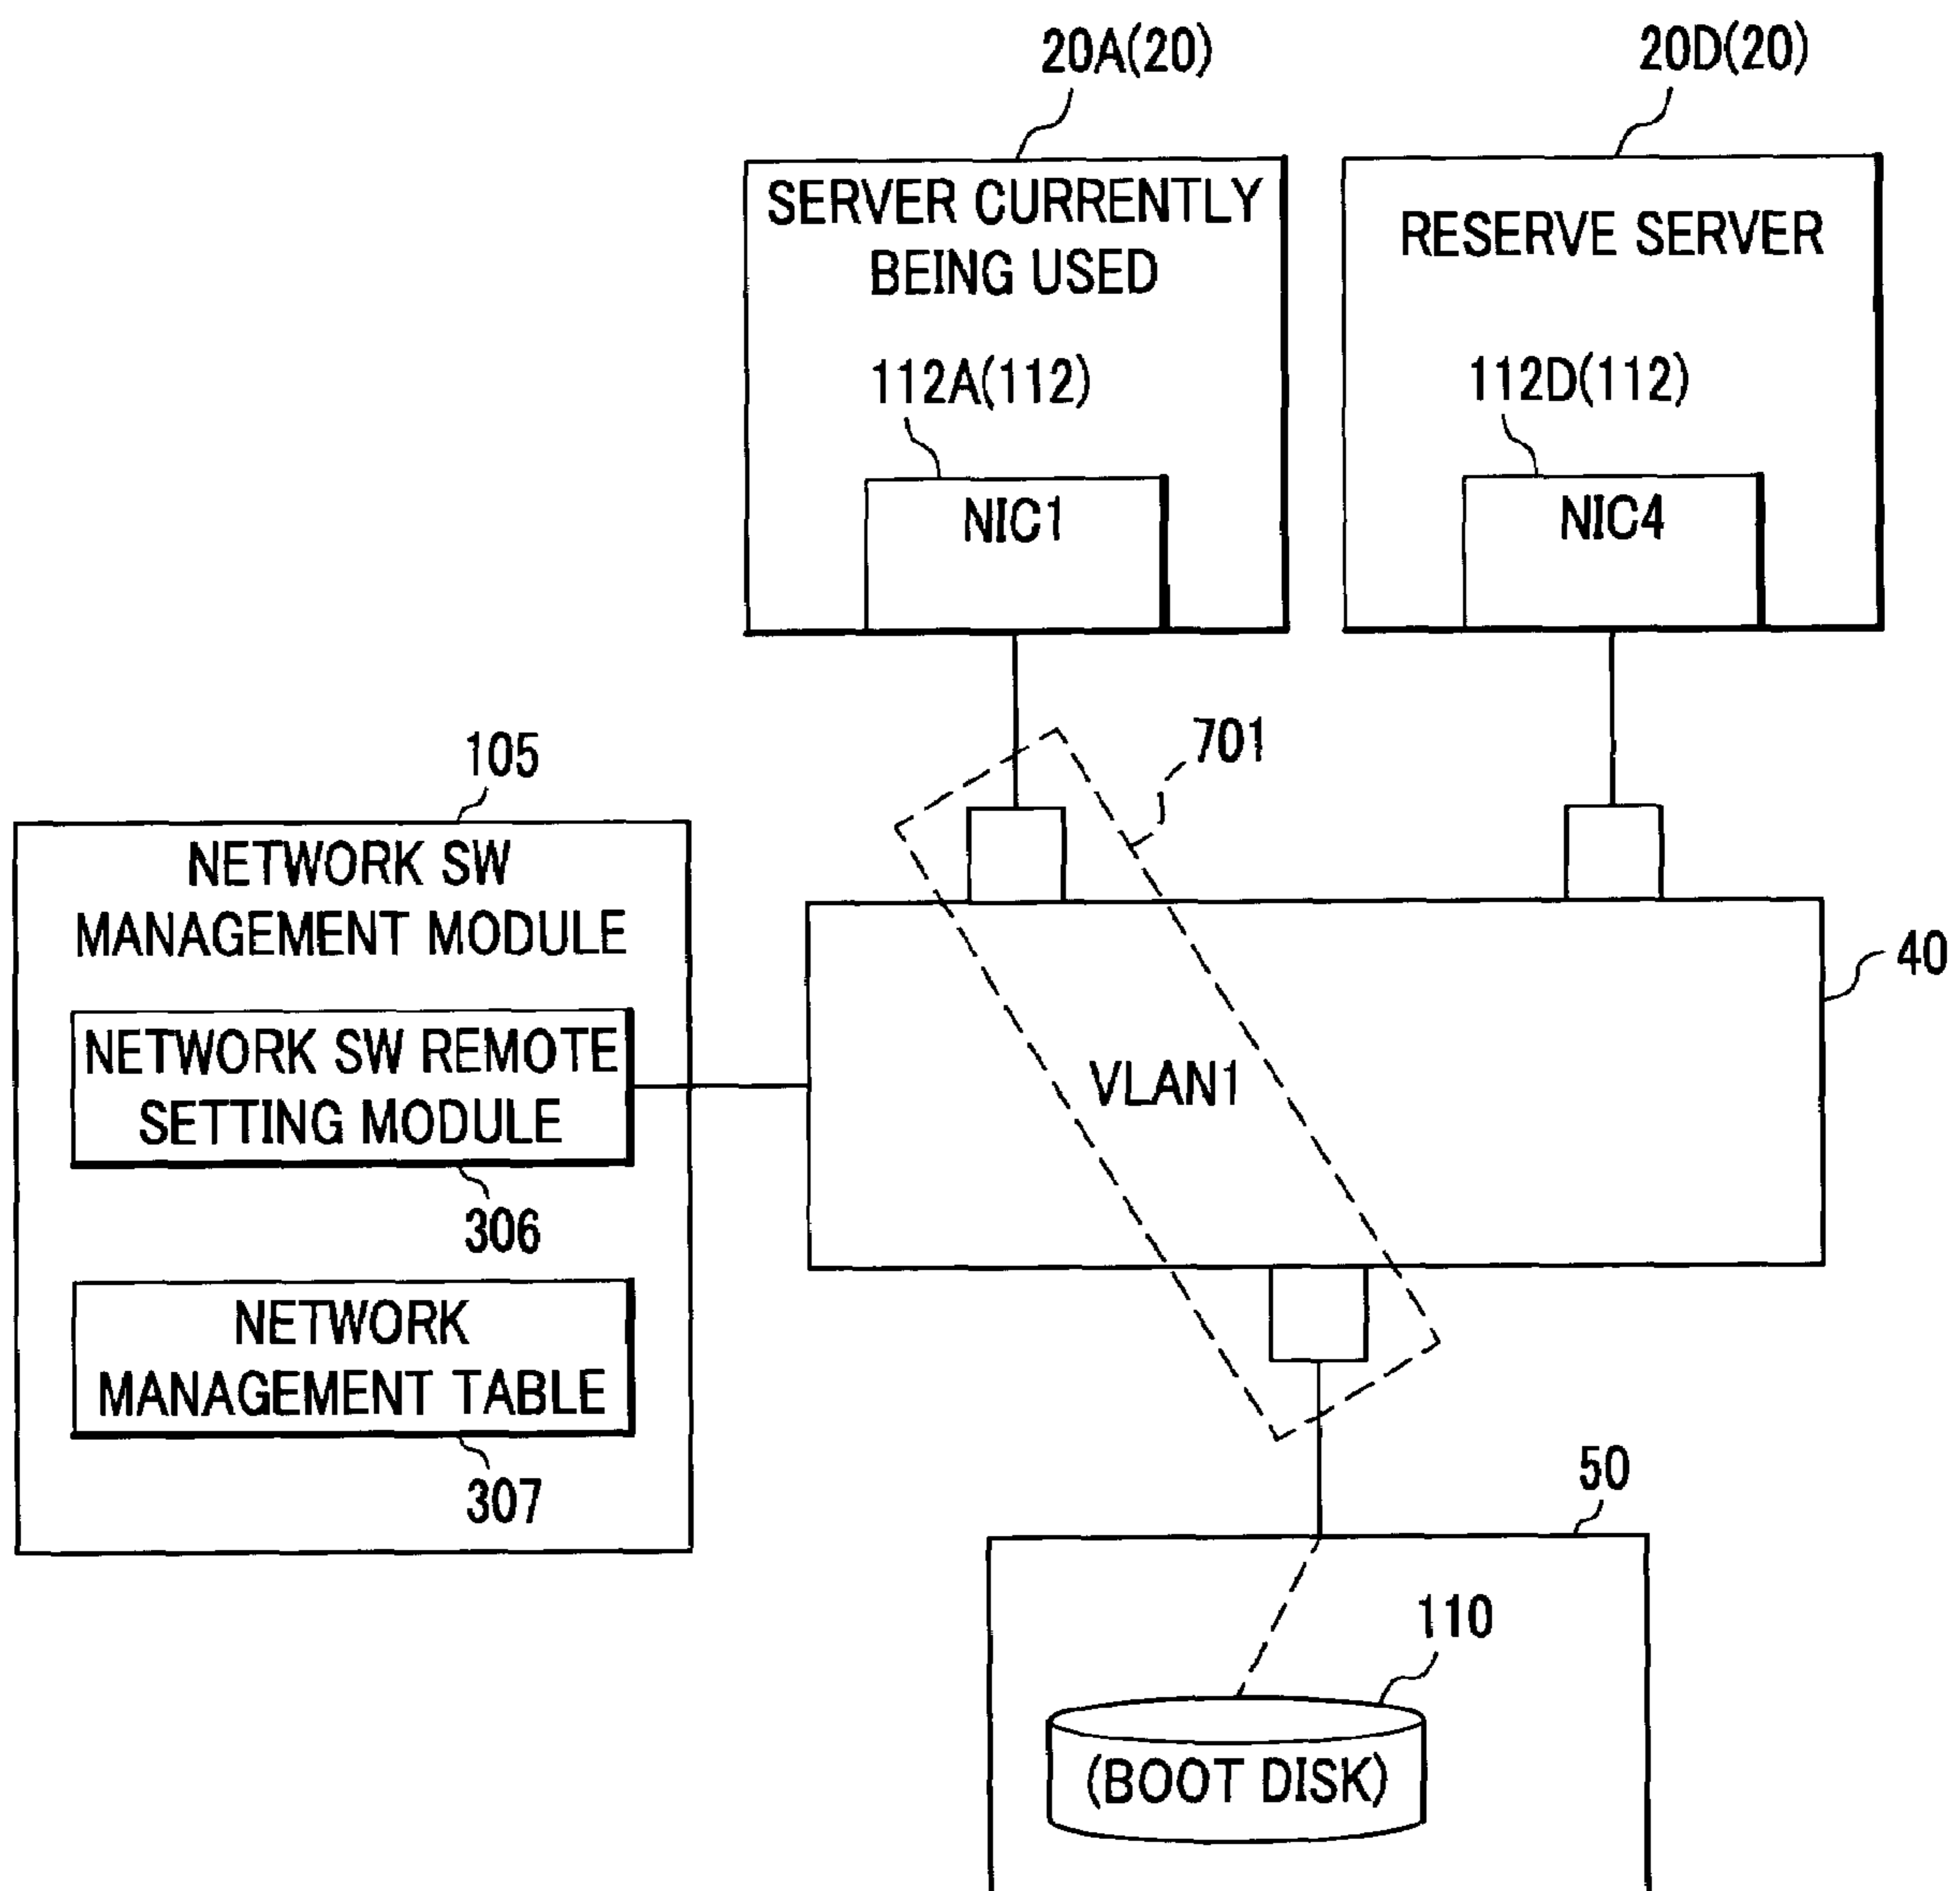 20A(20)
20D(20)
SERVER CURRENTLY
BEING USED
RESERVE SERVER
112A(112)
112D(112)
NIC1
NIC4
701
105
NETWORK SW
MANAGEMENT MODULE
40
NETWORK SW REMOTE
SETTING MODULE
VLAN1
306
NETWORK
MANAGEMENT TABLE
307
50
110
(BOOT DISK)